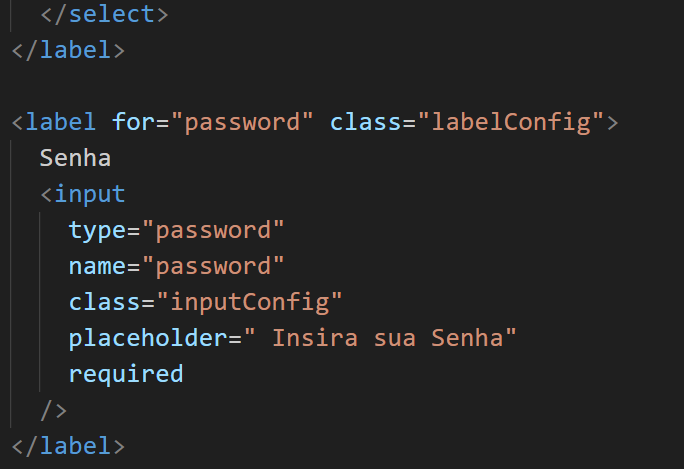 </select>
</label>
<label for="password" class="labelConfig">
Senha
<input
type="password"
name="password"
class="inputConfig"
placeholder=" Insira sua Senha"
required
/>
</label>